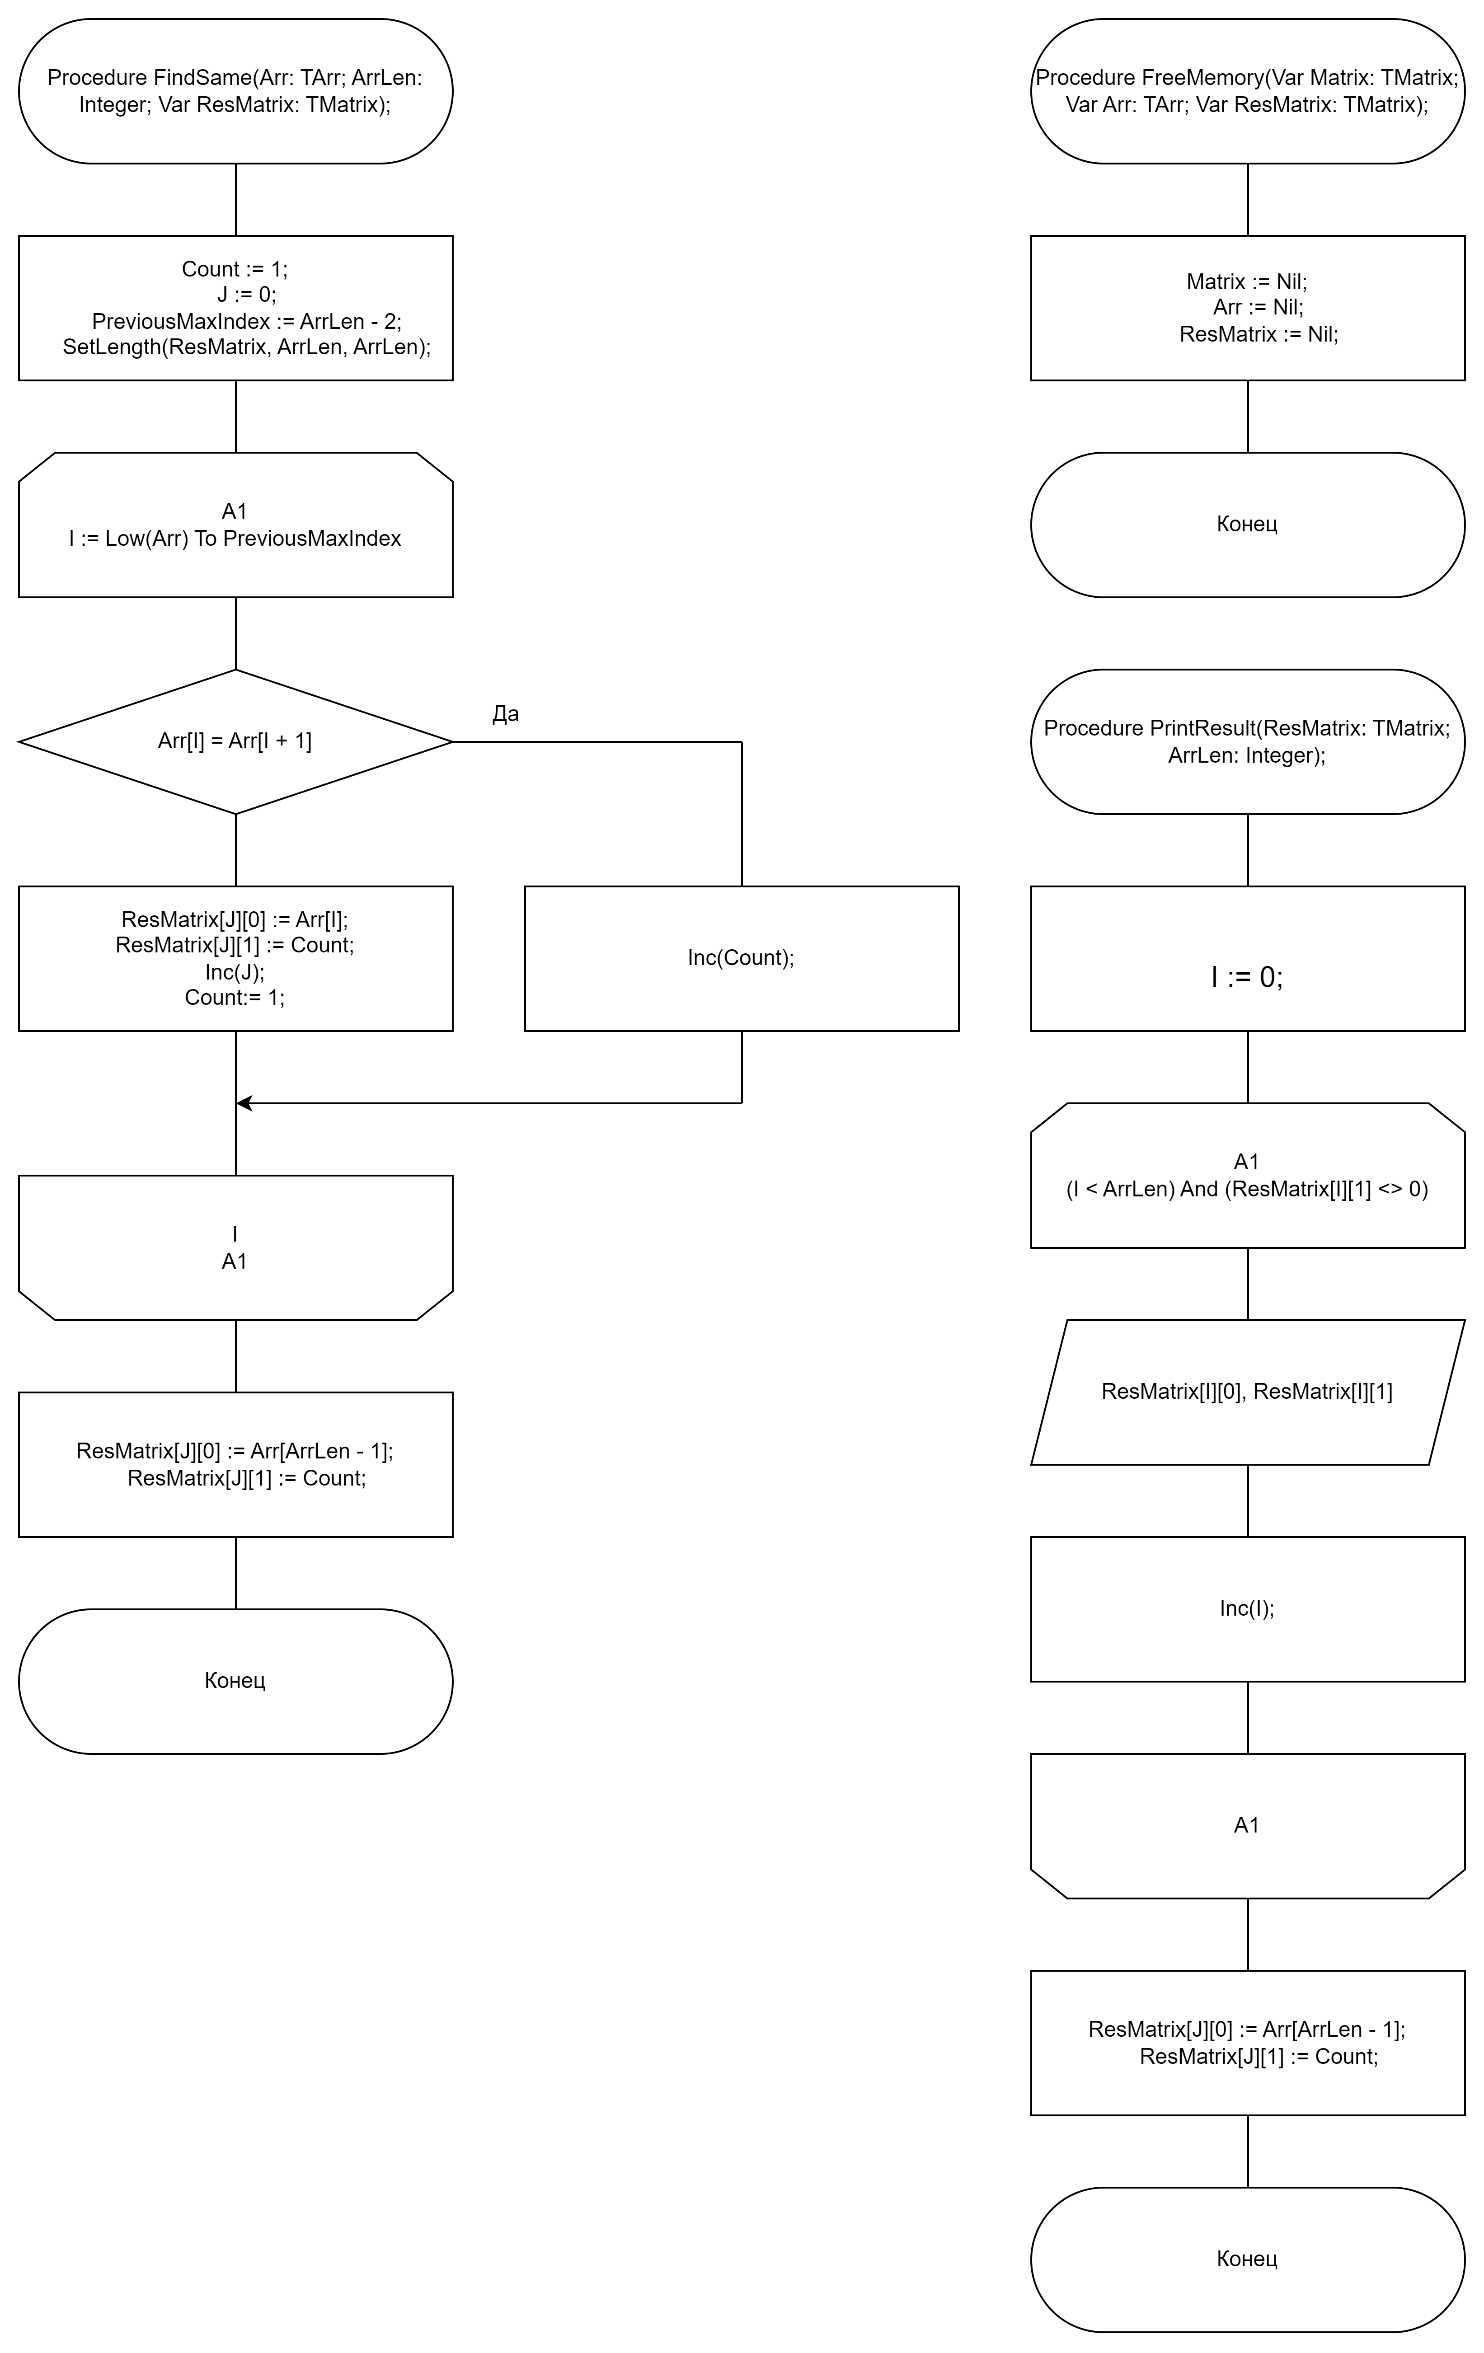 Procedure FindSame(Arr: TArr; ArrLen:
Integer; Var ResMatrix: TMatrix);
Count := 1;
J := 0;
PreviousMaxIndex := ArrLen - 2;
SetLength(ResMatrix, ArrLen, ArrLen);
A1
I := Low(Arr) To PreviousMaxIndex
Arr[I] = Arr[I + 1]
Да
ResMatrix[J][0] := Arr[I];
ResMatrix[J][1] := Count;
Inc(J);
Count:= 1;
Inc(Count);
I
A1
ResMatrix[J][0] := Arr[ArrLen - 1];
ResMatrix[J][1] := Count;
Конец
Procedure FreeMemory(Var Matrix: TMatrix;
Var Arr: TArr; Var ResMatrix: TMatrix);
Matrix := Nil;
Arr := Nil;
ResMatrix := Nil;
Конец
Procedure PrintResult(ResMatrix: TMatrix;
ArrLen: Integer);
I := 0;
A1
(I < ArrLen) And (ResMatrix[I][1] <> 0)
ResMatrix[I][0], ResMatrix[I][1]
Inc(I);
A1
ResMatrix[J][0] := Arr[ArrLen - 1];
ResMatrix[J][1] := Count;
Конец